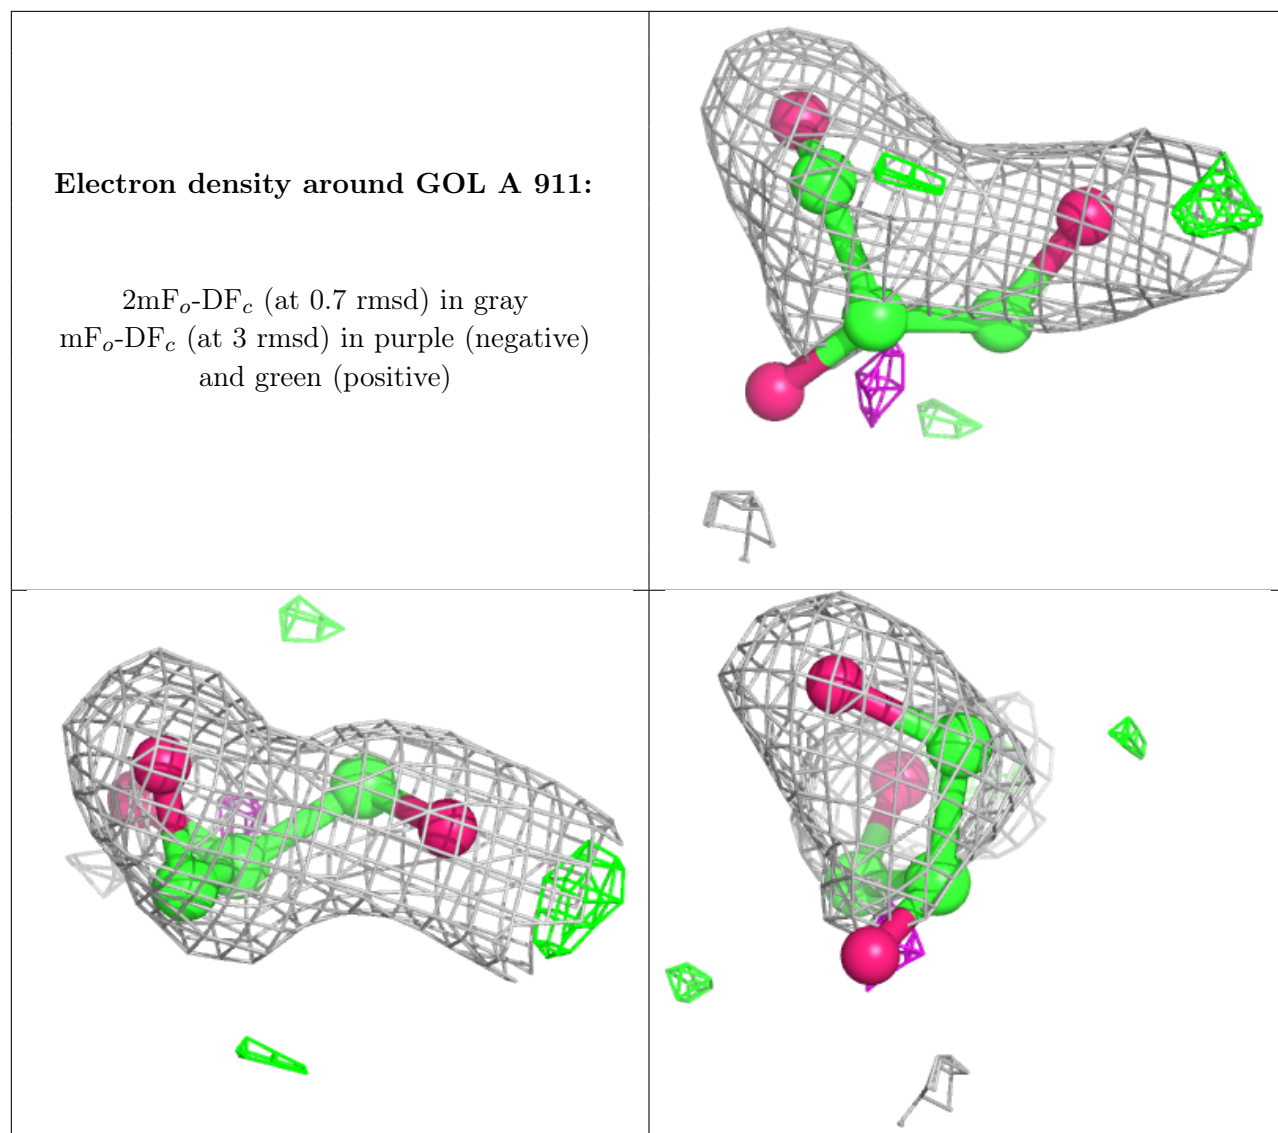 Electron density around GOL A 911:
2mFo-DFc (at 0.7 rmsd) in gray
mFo-DFc (at 3 rmsd) in purple (negative)
and green (positive)